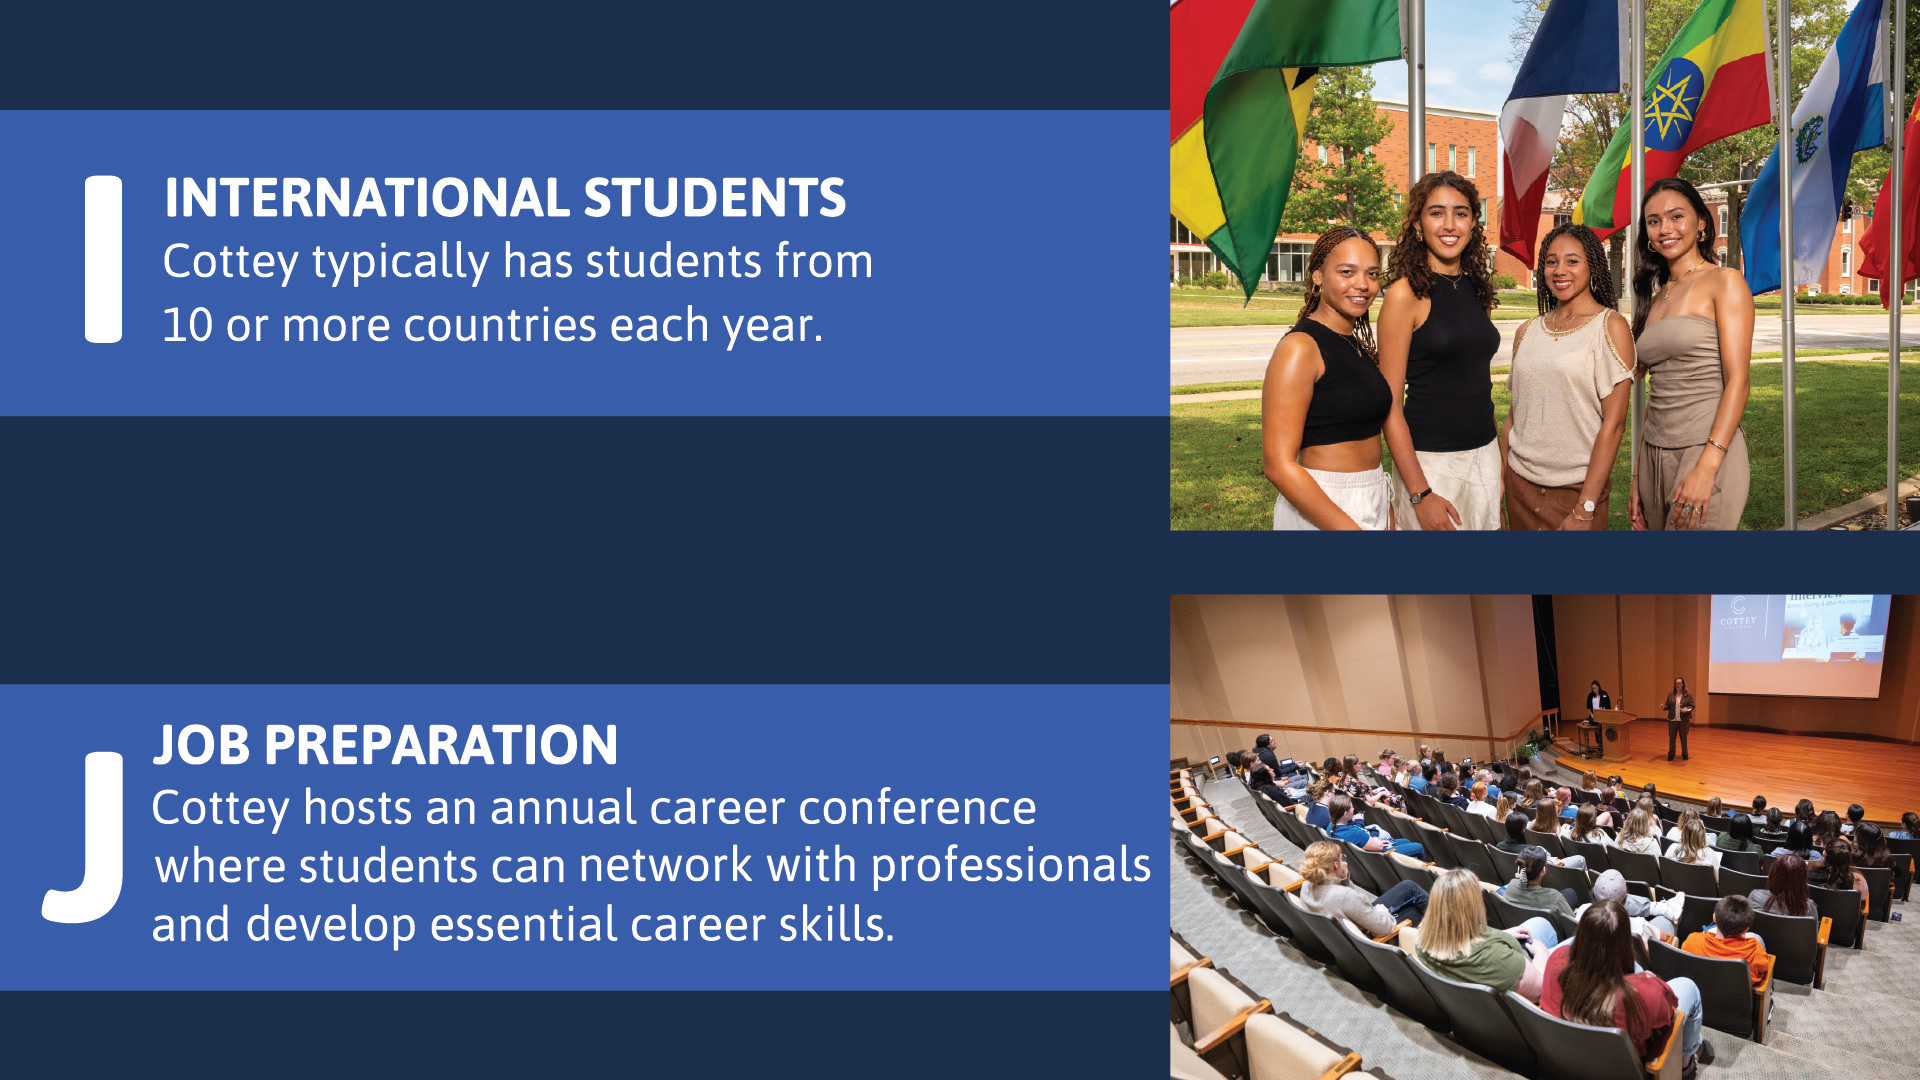 I
INTERNATIONAL STUDENTS
Cottey typically has students from
10 or more countries each year.
J
JOB PREPARATION
Cottey hosts an annual career conference
where students can network with professionals
and develop essential career skills.
COTTEY